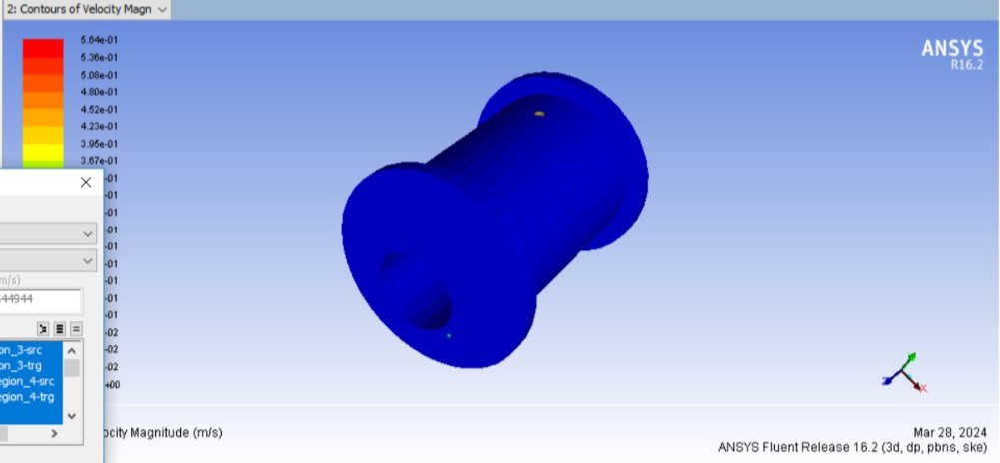 2: Contours of Velocity Magn
5.64e-01
5.36e-01
5.08e-01
4.80e-01
4.52e-01
4.23e-01
3.95e-01
3.67e-01
-01
-01
-01
-01
-01
-01
-01
-01
-01
-02
-02
-02
+00
m/s)
44944
on_3-src
on_3-trg
egion_4-src
egion_4-trg
ocity Magnitude (m/s)
ANSYS
R16.2
X
Mar 28, 2024
ANSYS Fluent Release 16.2 (3d, dp, pbns, ske)